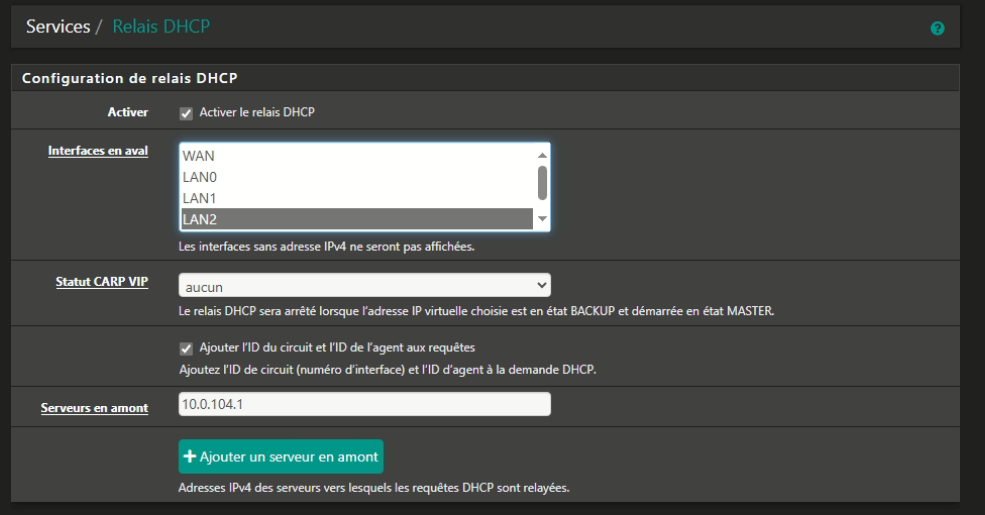 Services / Relais DHCP
Configuration de relais DHCP
Activer
Activer le relais DHCP
Interfaces en aval
WAN
LAN0
LAN1
LAN2
Les interfaces sans adresse IPv4 ne seront pas affichées.
Statut CARP VIP
aucun
Le relais DHCP sera arrêté lorsque l'adresse IP virtuelle choisie est en état BACKUP et démarrée en état MASTER.
Ajouter l'ID du circuit et l'ID de l'agent aux requêtes
Ajoutez l'ID de circuit (numéro d'interface) et l'ID d'agent à la demande DHCP.
Serveurs en amont
10.0.104.1
+ Ajouter un serveur en amont
Adresses IPv4 des serveurs vers lesquels les requêtes DHCP sont relayées.